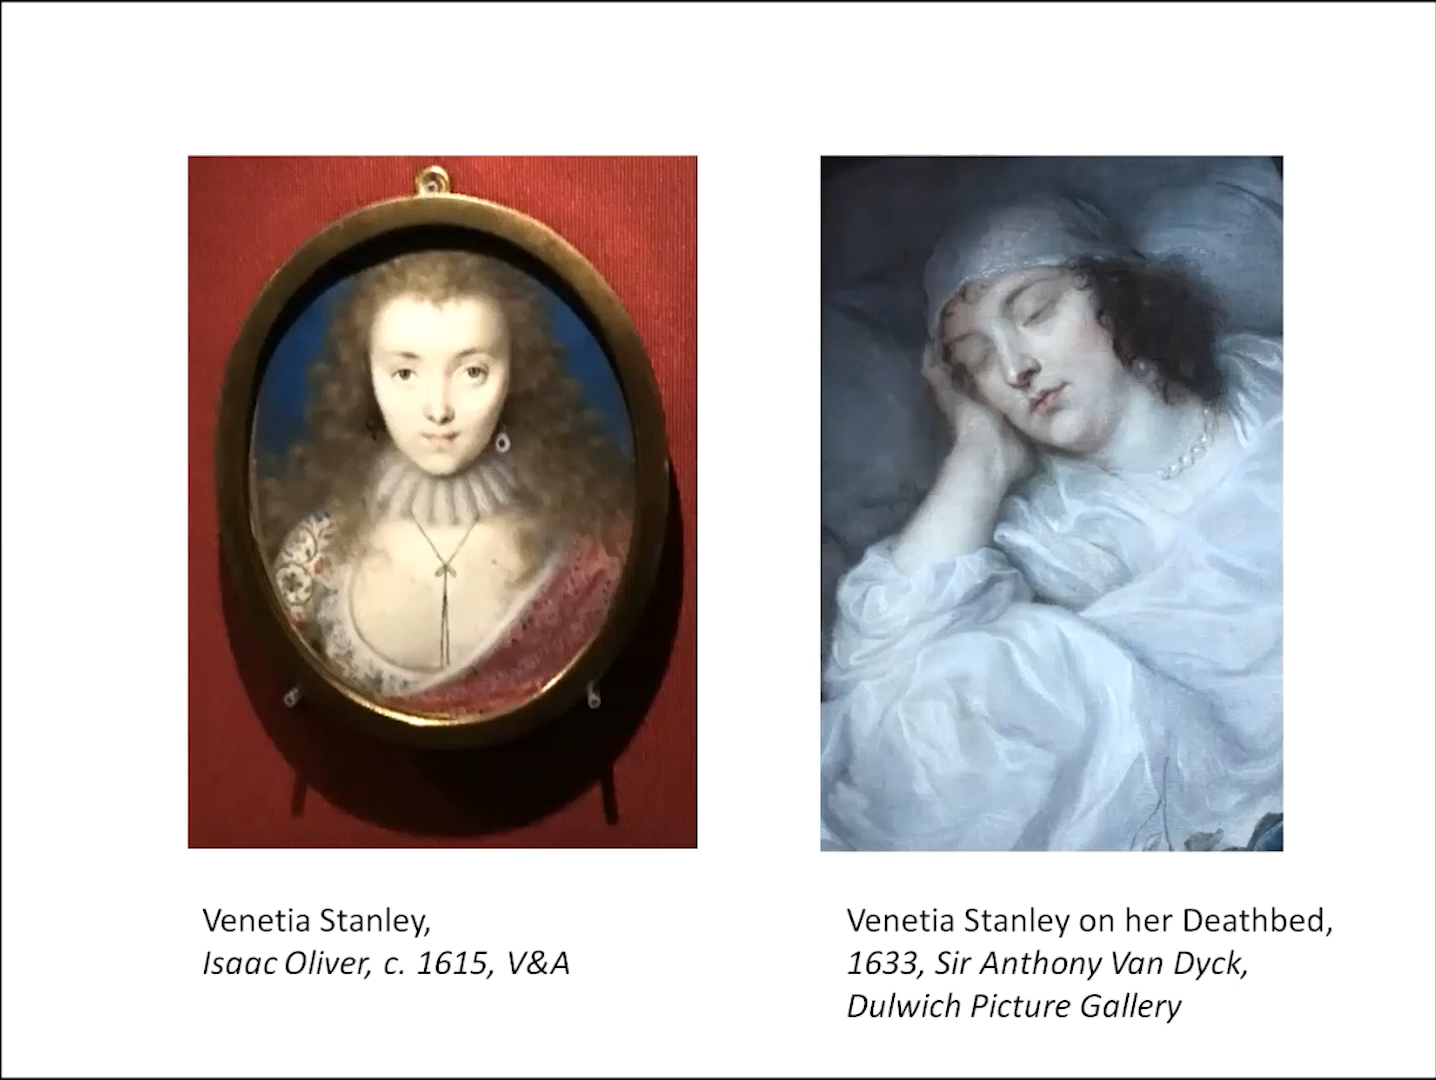 Venetia Stanley,
Isaac Oliver, c. 1615, V&A
Venetia Stanley on her Deathbed,
1633, Sir Anthony Van Dyck,
Dulwich Picture Gallery